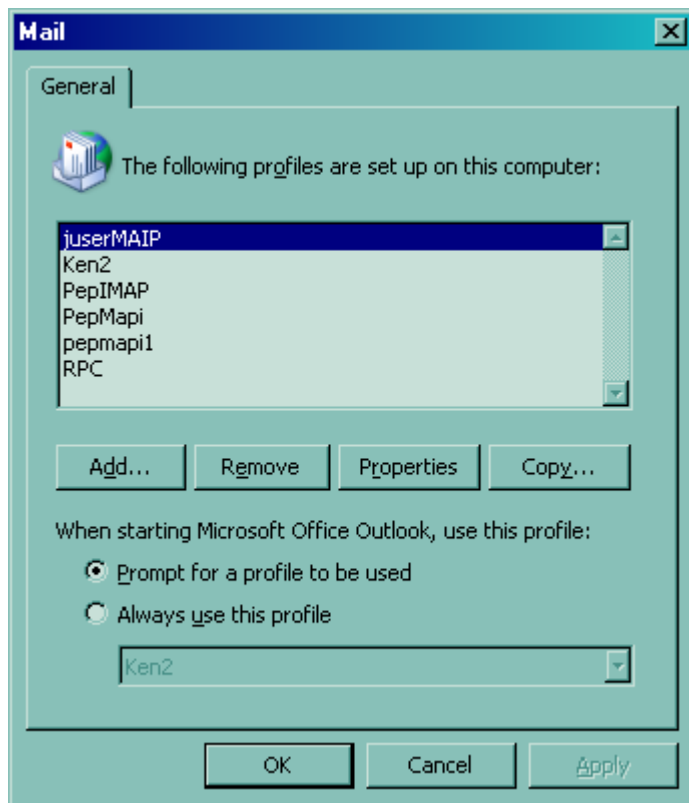 Mail
General
The following profiles are set up on this computer:
juserMAIP
Ken2
PepIMAP
PepMapi
pepmapi1
RPC
Add... Remove Properties Copy...
When starting Microsoft Office Outlook, use this profile:
Prompt for a profile to be used
Always use this profile
Ken2
OK Cancel Apply